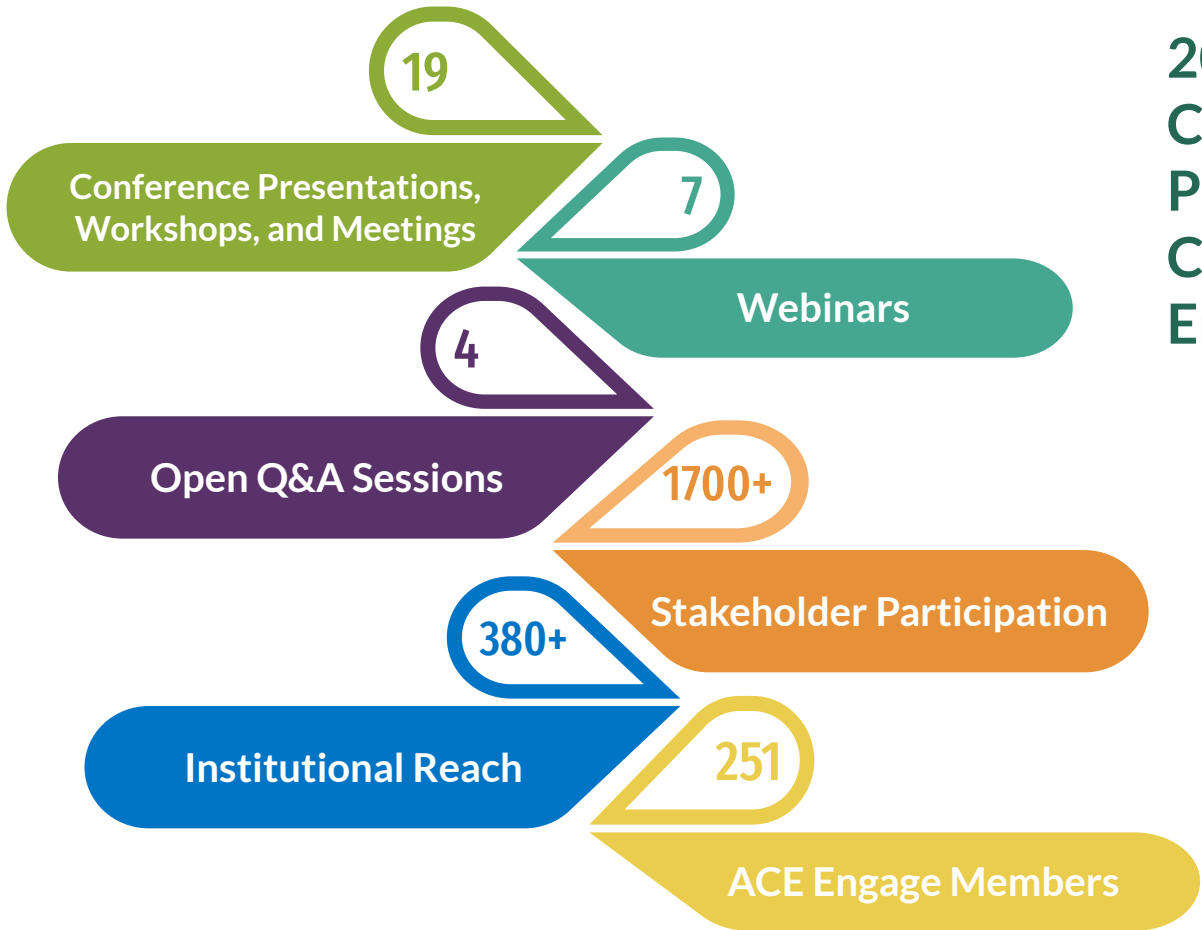 19
Conference Presentations,
Workshops, and Meetings
7
Webinars
4
Open Q&A Sessions
1700+
Stakeholder Participation
380+
Institutional Reach
251
ACE Engage Members